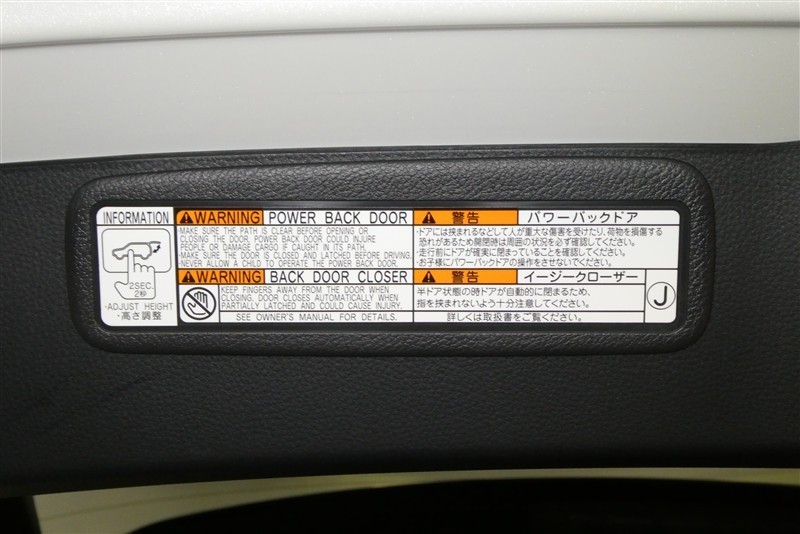 INFORMATION
2SEC.
2秒
・ADJUST HEIGHT
・高さ調整
WARNING POWER BACK DOOR
・MAKE SURE THE PATH IS CLEAR BEFORE OPENING OR
CLOSING THE DOOR. POWER BACK DOOR COULD INJURE
PEOPLE OR DAMAGE CARGO IF CAUGHT IN ITS PATH.
・MAKE SURE THE DOOR IS CLOSED AND LATCHED BEFORE DRIVING.
・NEVER ALLOW A CHILD TO OPERATE THE POWER BACK DOOR.
WARNING BACK DOOR CLOSER
KEEP FINGERS AWAY FROM THE DOOR WHEN
CLOSING. DOOR CLOSES AUTOMATICALLY WHEN
PARTIALLY LATCHED AND COULD CAUSE INJURY.
SEE OWNER'S MANUAL FOR DETAILS.
警告 パワーバックドア
・ドアには挟まれるなどして人が重大な傷害を受けたり、荷物を損傷する
恐れがあるため開閉時は周囲の状況を必ず確認してください。
・走行前にドアが確実に閉まっていることを確認してください。
・お子様にパワーバックドアの操作をさせないでください。
警告 イージークローザー
半ドア状態の時ドアが自動的に閉まるため、
指を挟まれないよう十分注意してください。
詳しくは取扱書をご覧ください。
J